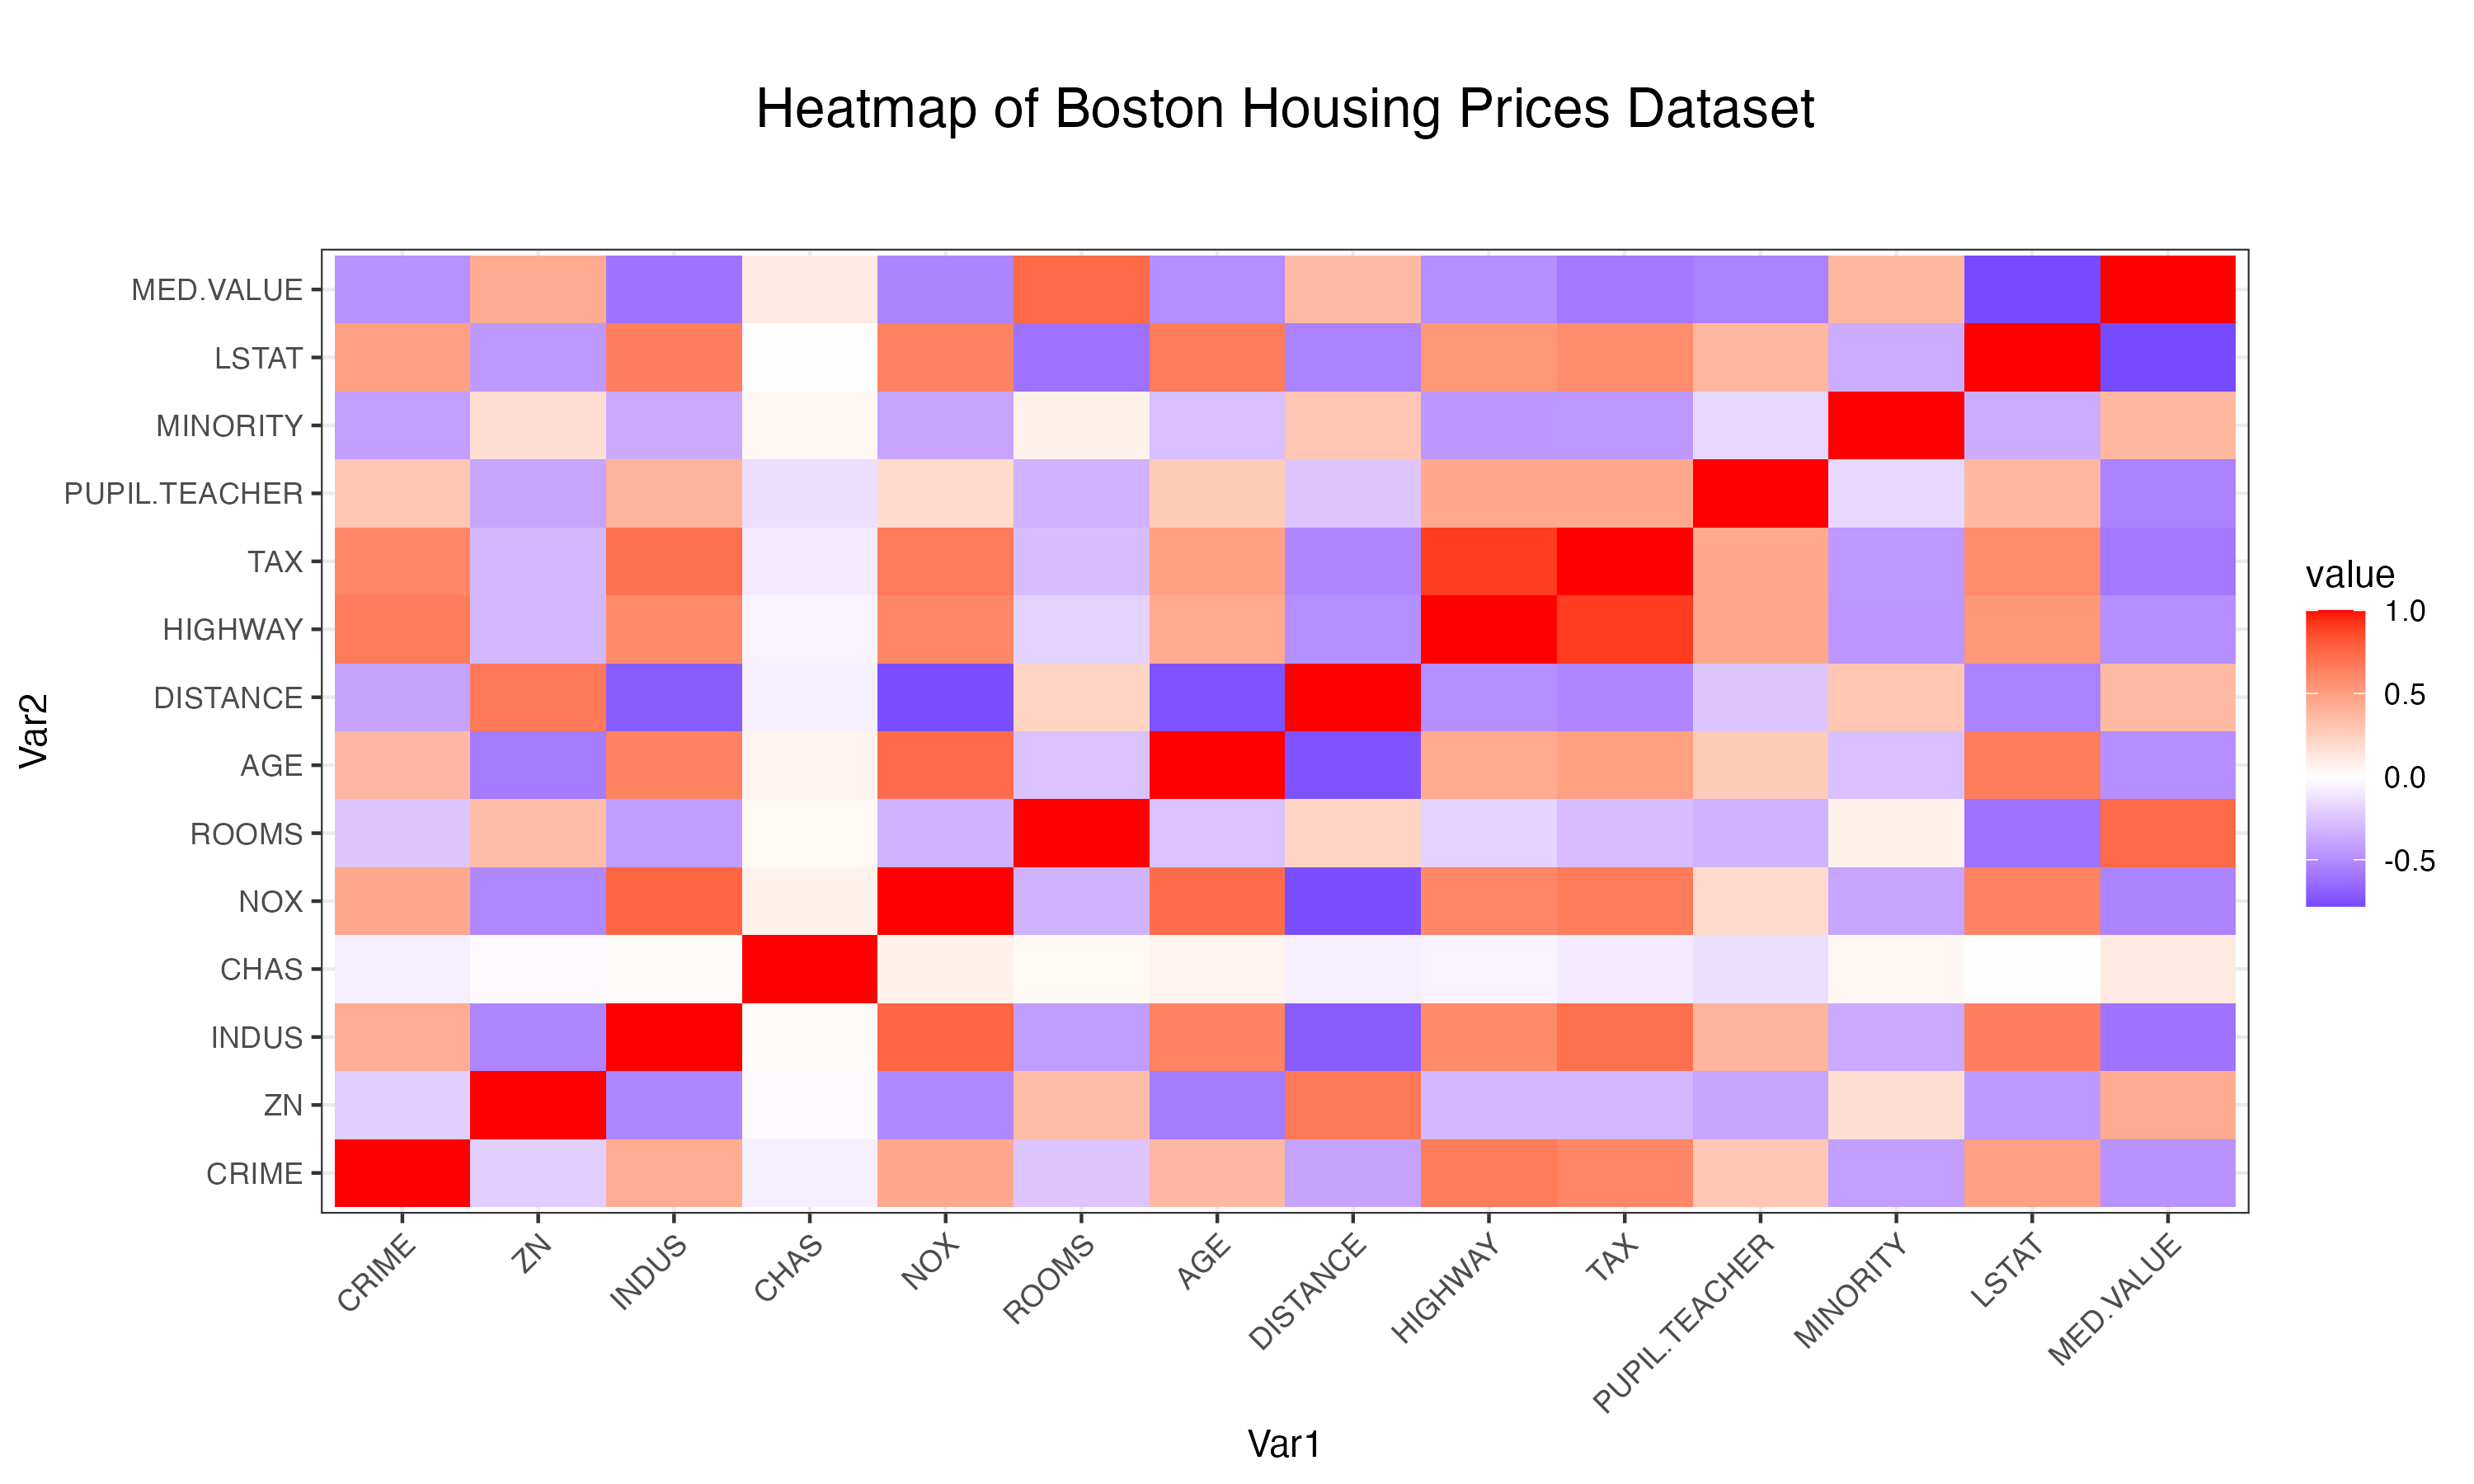 Heatmap of Boston Housing Prices Dataset
MED.VALUE
LSTAT
MINORITY
PUPIL.TEACHER
TAX
HIGHWAY
DISTANCE
AGE
ROOMS
NOX
CHAS
INDUS
ZN
CRIME
Var2
CRIME
ZN
INDUS
CHAS
NOX
ROOMS
AGE
DISTANCE
HIGHWAY
TAX
PUPIL.TEACHER
MINORITY
LSTAT
MED.VALUE
Var1
value
1.0
0.5
0.0
-0.5